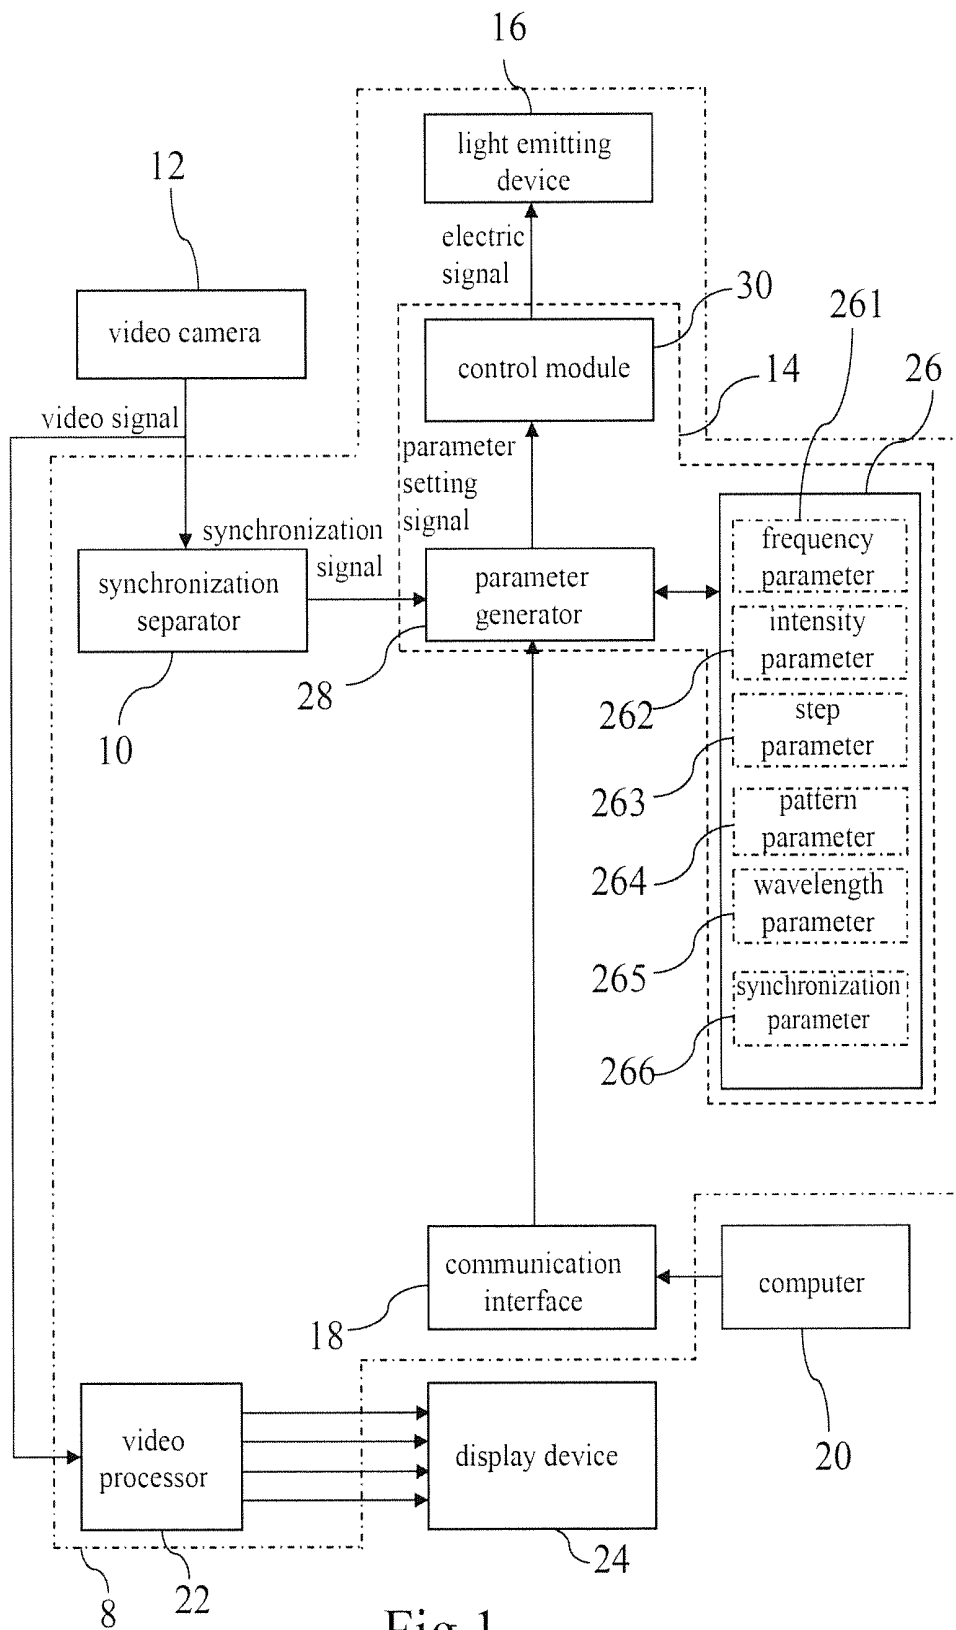 16
light emitting
device
12
electric
signal
30
261
video camera
control module
14
26
video signal
parameter
setting
signal
synchronization
signal
frequency
parameter
synchronization
separator
parameter
generator
intensity
parameter
28
262
step
parameter
10
263
pattern
parameter
264
wavelength
parameter
265
synchronization
parameter
266
communication
interface
computer
18
video
processor
display device
20
24
22
8
Fig.1